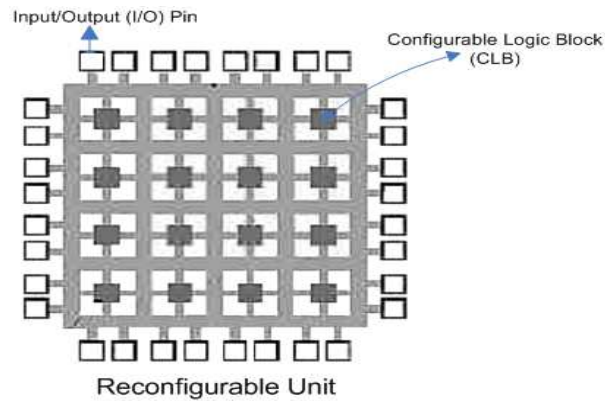 Input/Output (I/O) Pin
Configurable Logic Block
(CLB)
Reconfigurable Unit